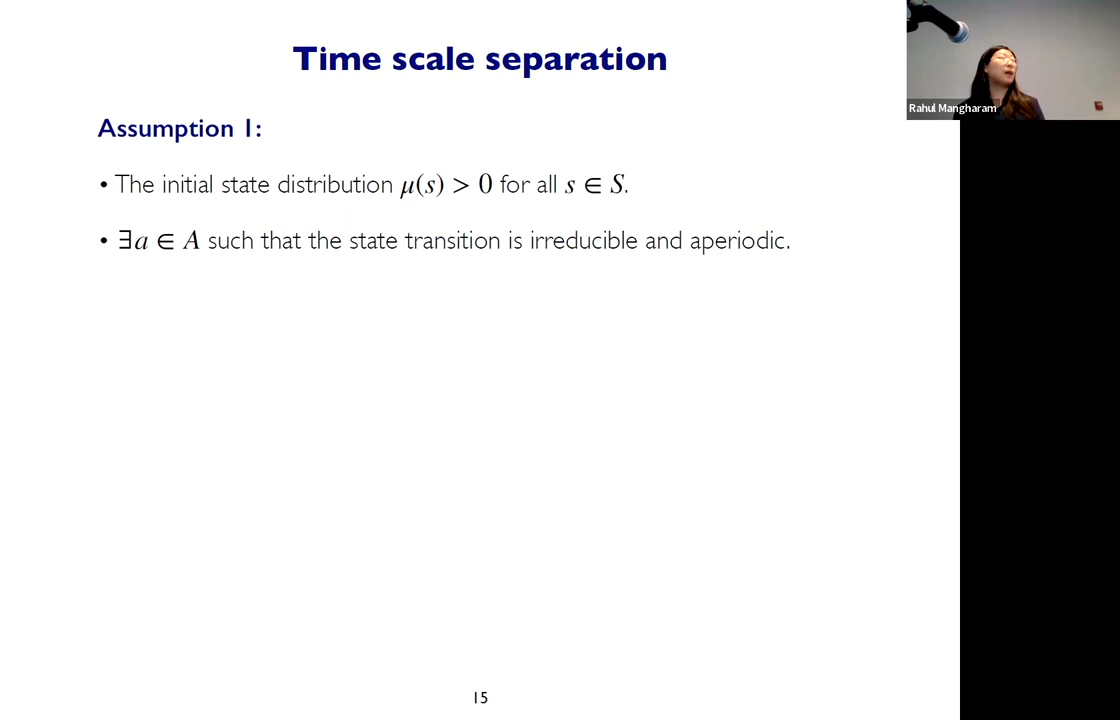 Time scale separation
Rahul Mangharam
Assumption 1:
• The initial state distribution μ(s) > 0 for all s ∈ S.
• ∃a ∈ A such that the state transition is irreducible and aperiodic.
15